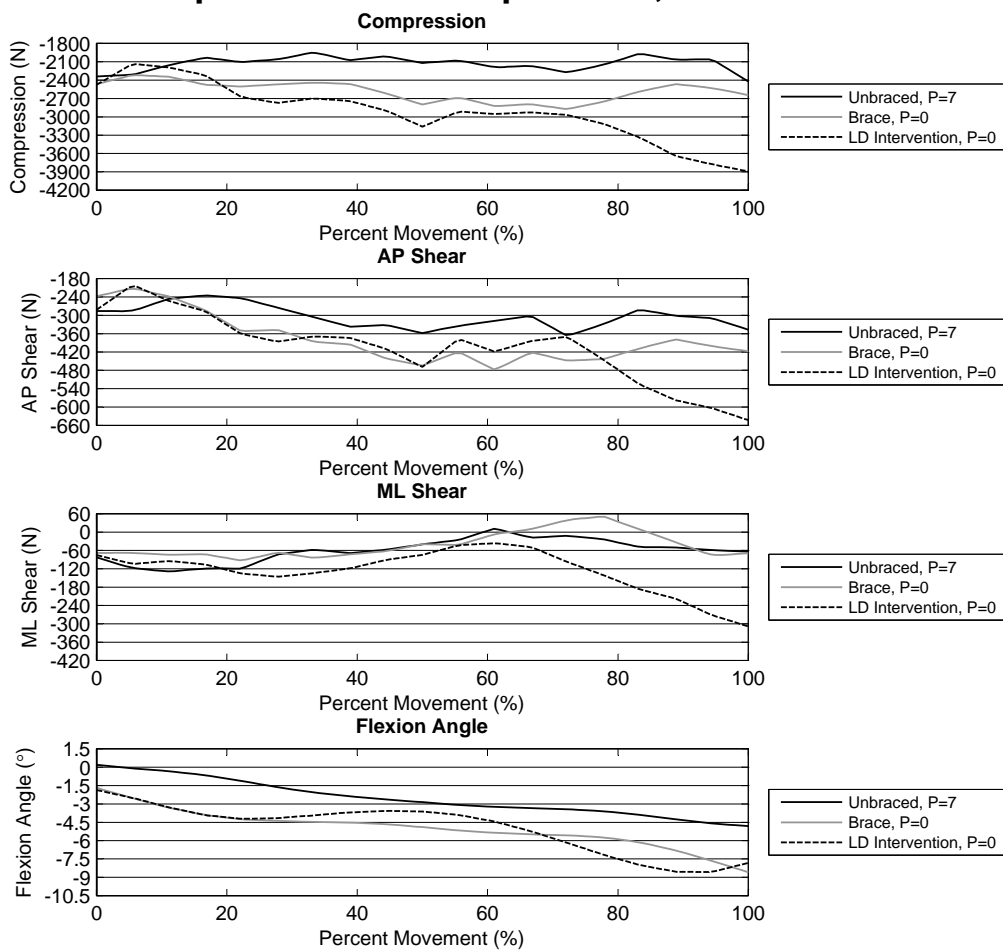 Compression
-1800
-2100
-2400
-2700
-3000
-3300
-3600
-3900
-4200
Compression (N)
0 20 40 60 80 100
Percent Movement (%)
Unbraced, P=7
Brace, P=0
LD Intervention, P=0
AP Shear
-180
-240
-300
-360
-420
-480
-540
-600
-660
AP Shear (N)
0 20 40 60 80 100
Percent Movement (%)
Unbraced, P=7
Brace, P=0
LD Intervention, P=0
ML Shear
60
0
-60
-120
-180
-240
-300
-360
-420
ML Shear (N)
0 20 40 60 80 100
Percent Movement (%)
Unbraced, P=7
Brace, P=0
LD Intervention, P=0
Flexion Angle
1.5
0
-1.5
-3
-4.5
-6
-7.5
-9
-10.5
Flexion Angle (°)
0 20 40 60 80 100
Percent Movement (%)
Unbraced, P=7
Brace, P=0
LD Intervention, P=0